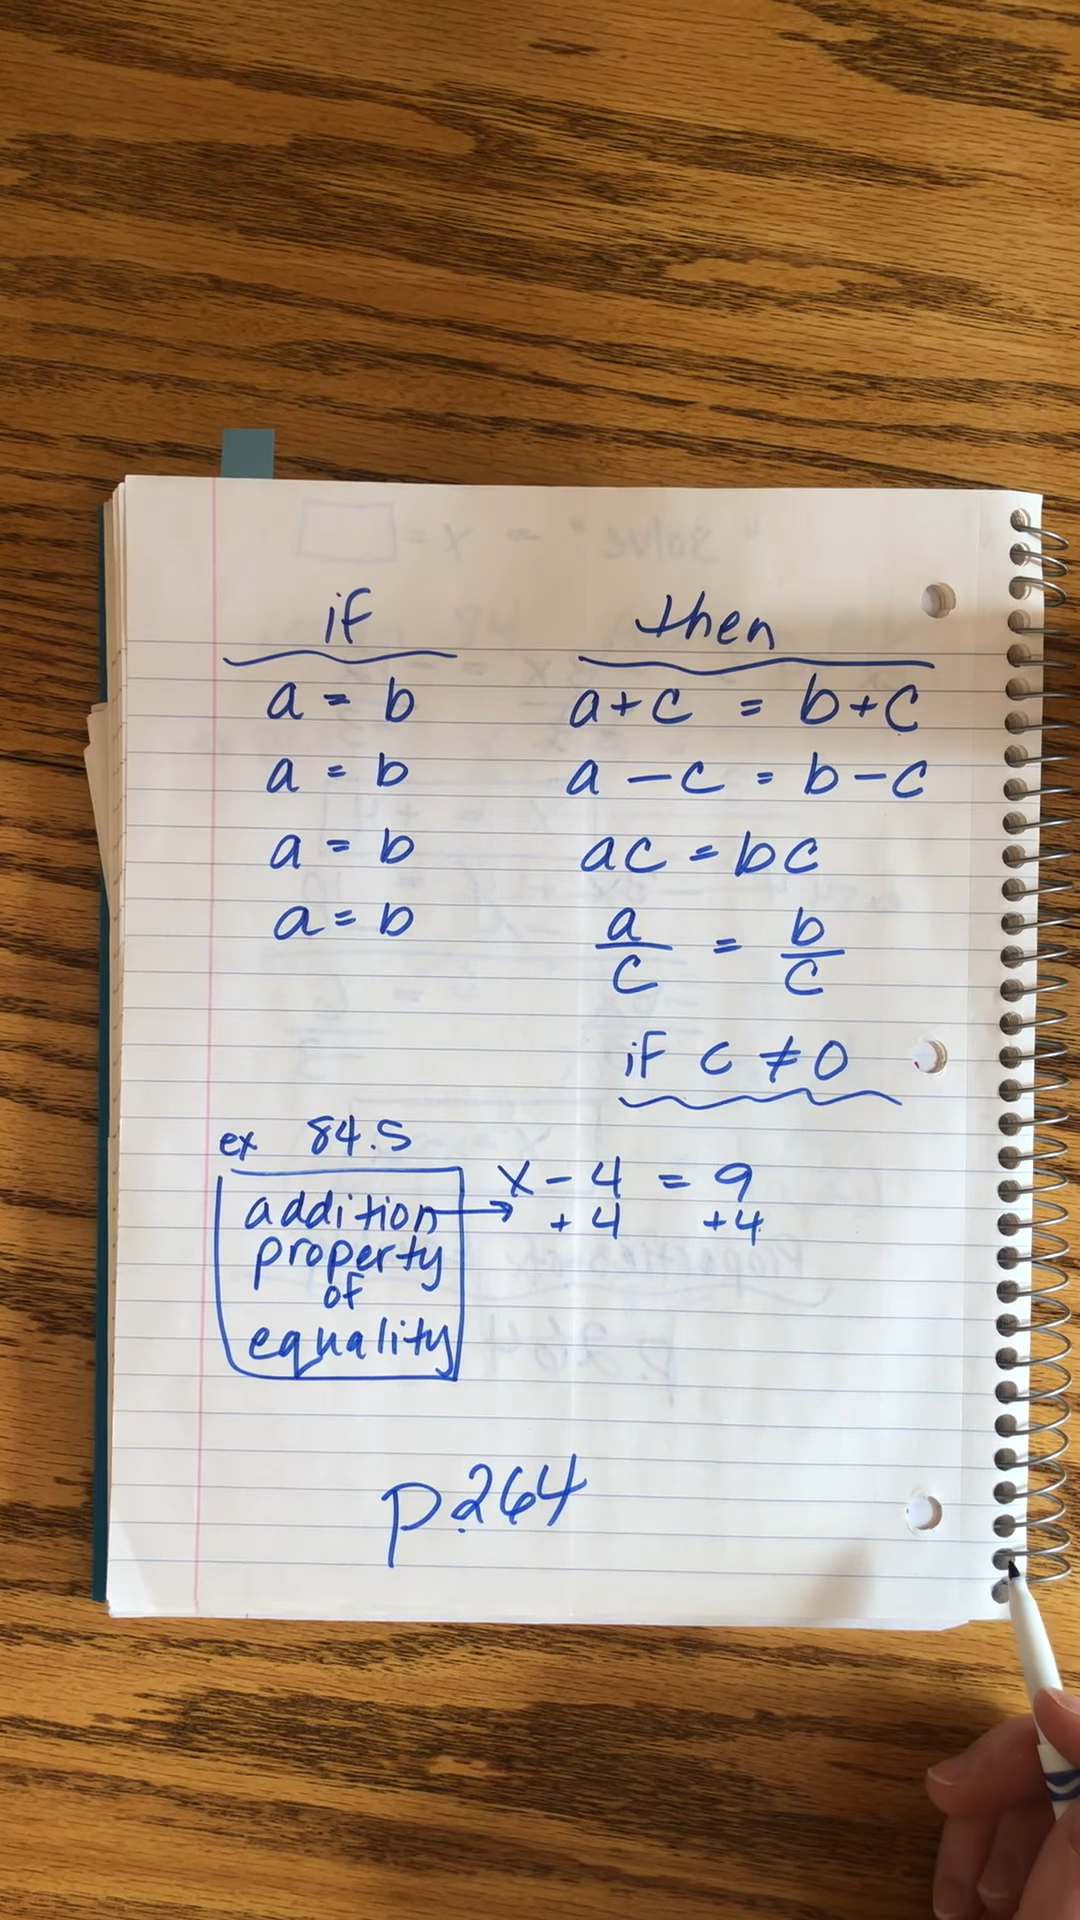 if then
a = b a+c = b+c
a = b a - c = b - c
a = b ac = bc
a = b a/c = b/c
if c ≠ 0
ex 84.5
addition → x - 4 = 9
property +4 +4
of
equality
p.264